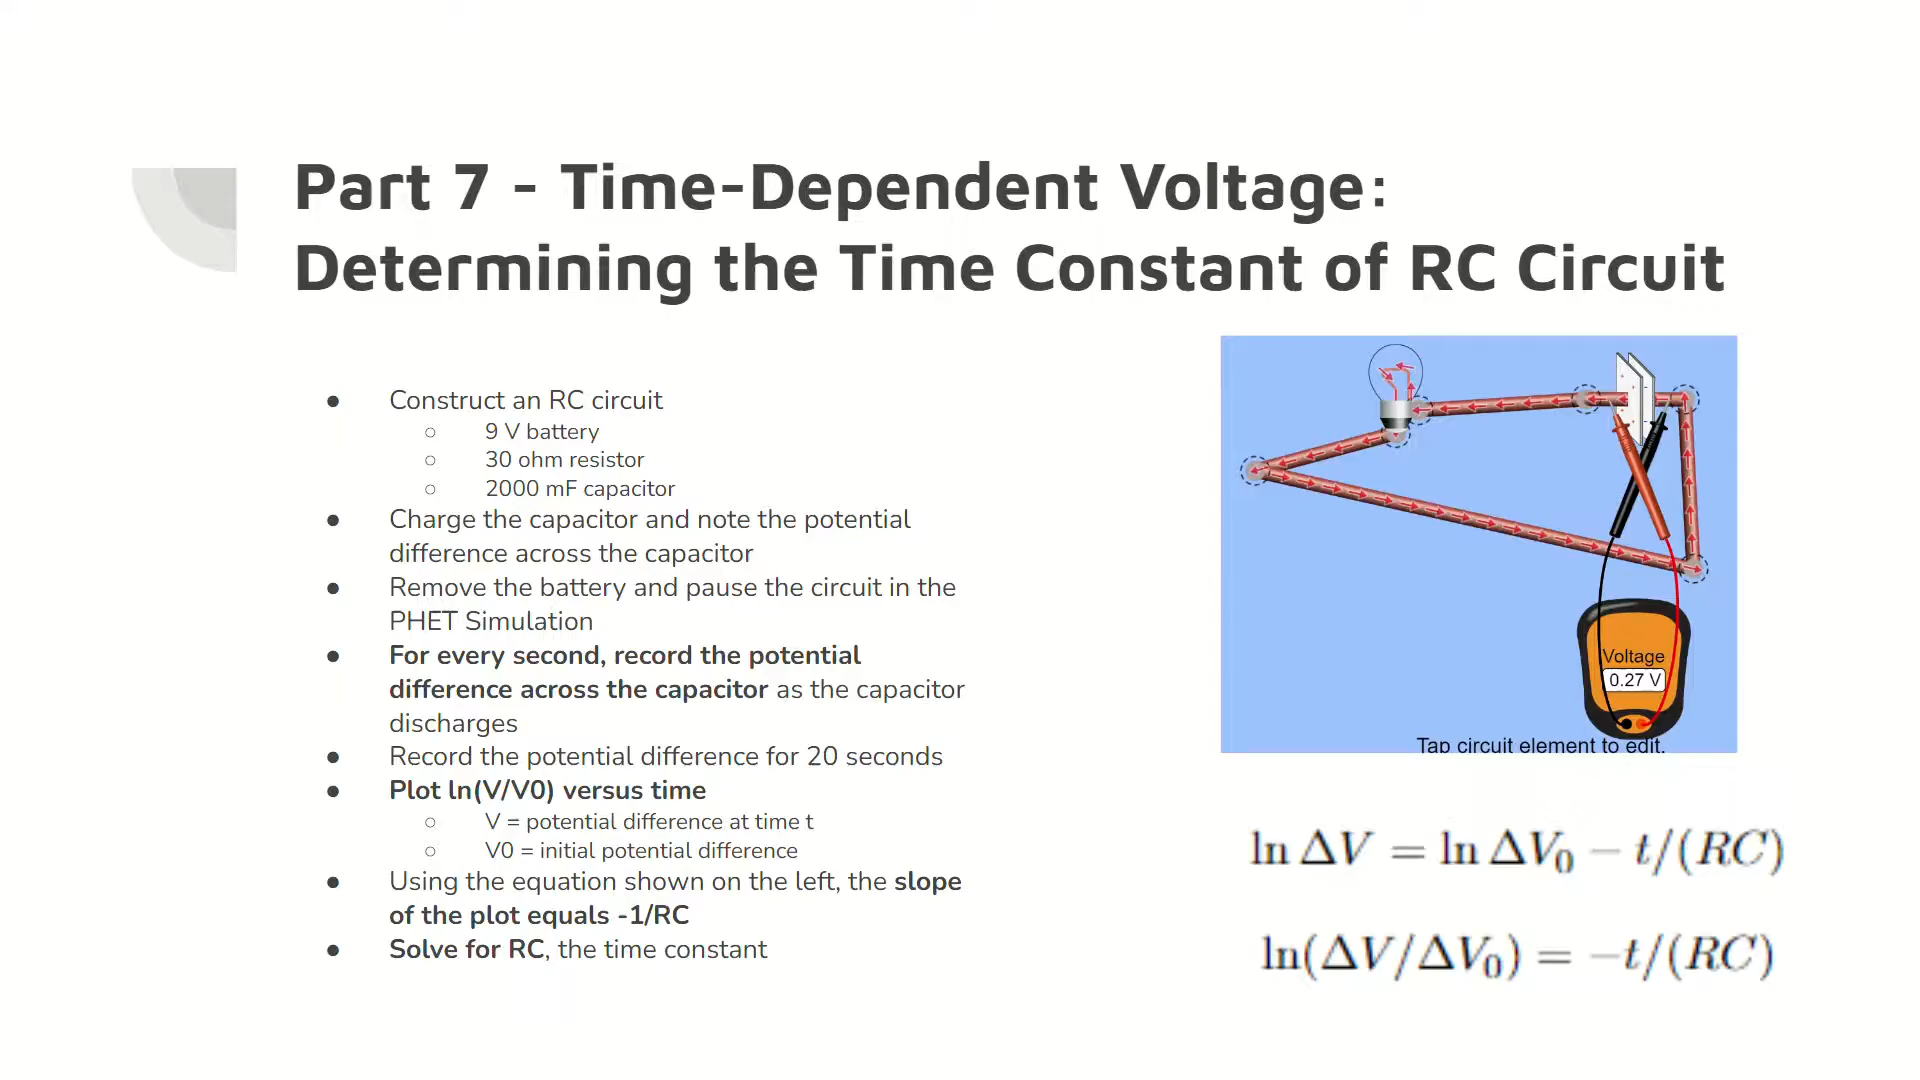 Part 7 - Time-Dependent Voltage:
Determining the Time Constant of RC Circuit
● Construct an RC circuit
○ 9 V battery
○ 30 ohm resistor
○ 2000 mF capacitor
● Charge the capacitor and note the potential
difference across the capacitor
● Remove the battery and pause the circuit in the
PHET Simulation
● For every second, record the potential
difference across the capacitor as the capacitor
discharges
● Record the potential difference for 20 seconds
● Plot ln(V/V0) versus time
○ V = potential difference at time t
○ V0 = initial potential difference
● Using the equation shown on the left, the slope
of the plot equals -1/RC
● Solve for RC, the time constant
Voltage
0.27 V
Tap circuit element to edit.
ln ΔV = ln ΔV₀ − t/(RC)
ln(ΔV/ΔV₀) = −t/(RC)